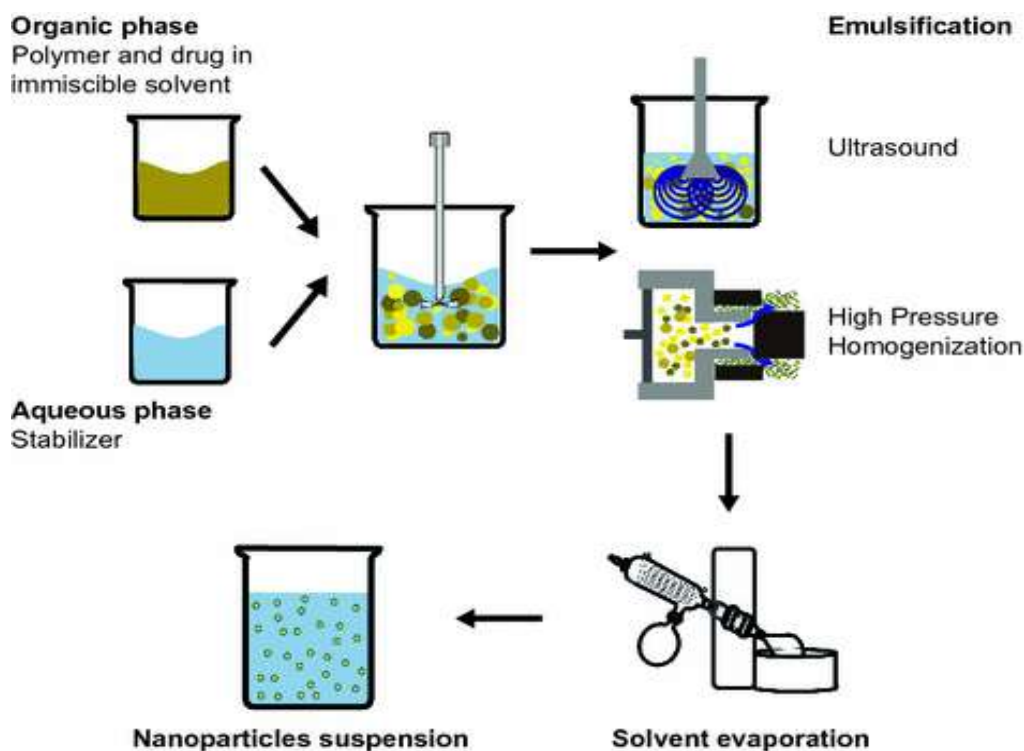 Organic phase
Polymer and drug in
immiscible solvent
Emulsification
Ultrasound
High Pressure
Homogenization
Aqueous phase
Stabilizer
Nanoparticles suspension
Solvent evaporation